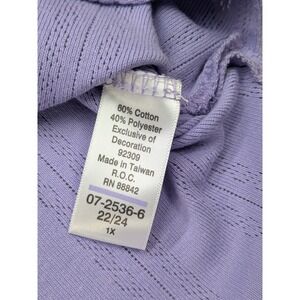 60% Cotton
40% Polyester
Exclusive of
Decoration
92309
Made in Taiwan
R.O.C.
RN 88842
07-2536-6
22/24
1X